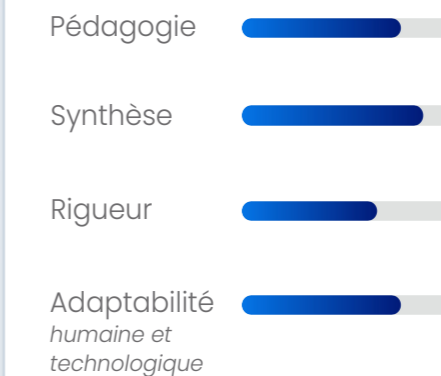 Pédagogie
Synthèse
Rigueur
Adaptabilité
humaine et
technologique